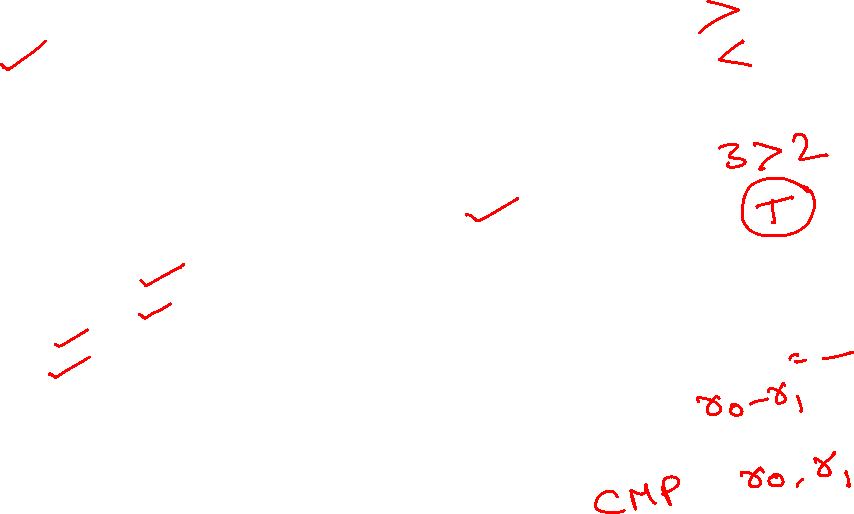 >
<
3>2
T
r0-r1
CMP r0, r1